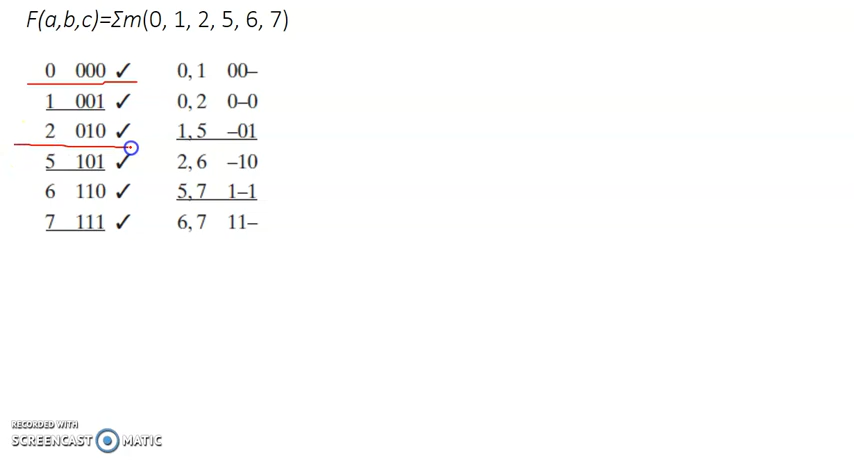 F(a,b,c)=Σm(0, 1, 2, 5, 6, 7)
0 000 ✓ 0, 1 00–
1 001 ✓ 0, 2 0–0
2 010 ✓ 1, 5 –01
5 101 ✓ 2, 6 –10
6 110 ✓ 5, 7 1–1
7 111 ✓ 6, 7 11–
RECORDED WITH
SCREENCAST MATIC